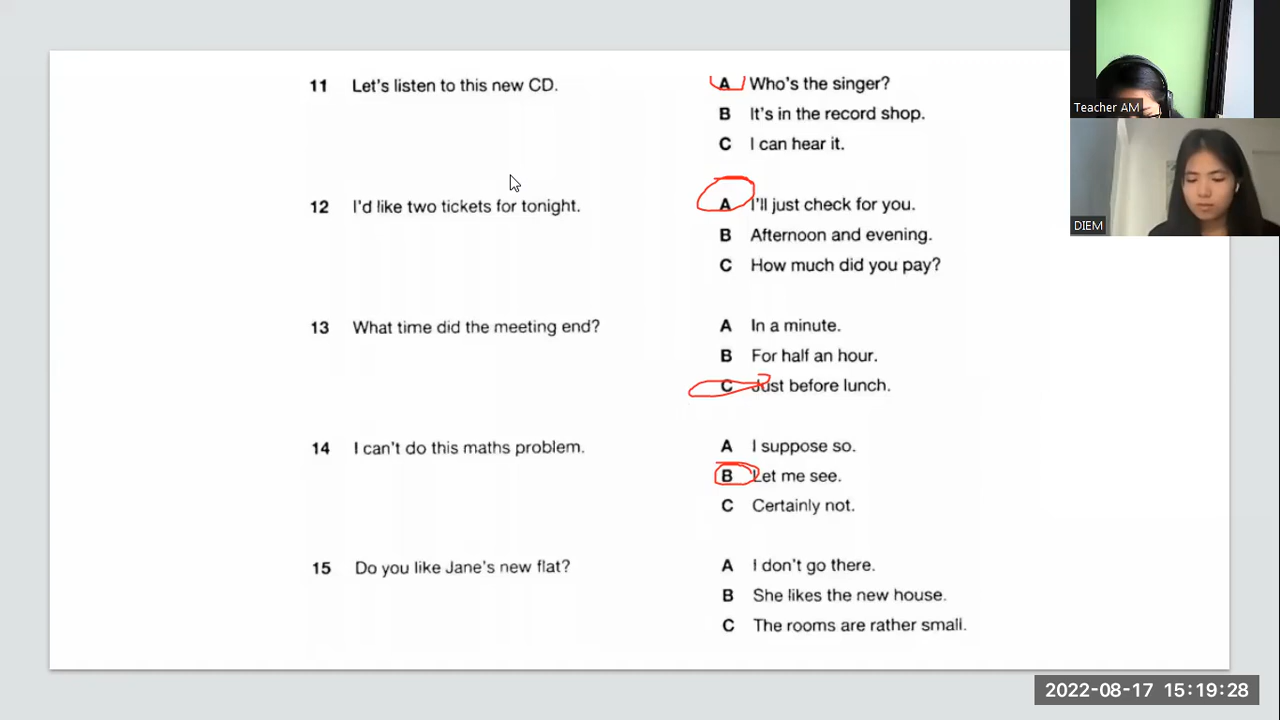 11 Let's listen to this new CD.
A Who's the singer?
B It's in the record shop.
C I can hear it.
12 I'd like two tickets for tonight.
A I'll just check for you.
B Afternoon and evening.
C How much did you pay?
13 What time did the meeting end?
A In a minute.
B For half an hour.
C Just before lunch.
14 I can't do this maths problem.
A I suppose so.
B Let me see.
C Certainly not.
15 Do you like Jane's new flat?
A I don't go there.
B She likes the new house.
C The rooms are rather small.
Teacher AM
DIEM
2022-08-17 15:19:28